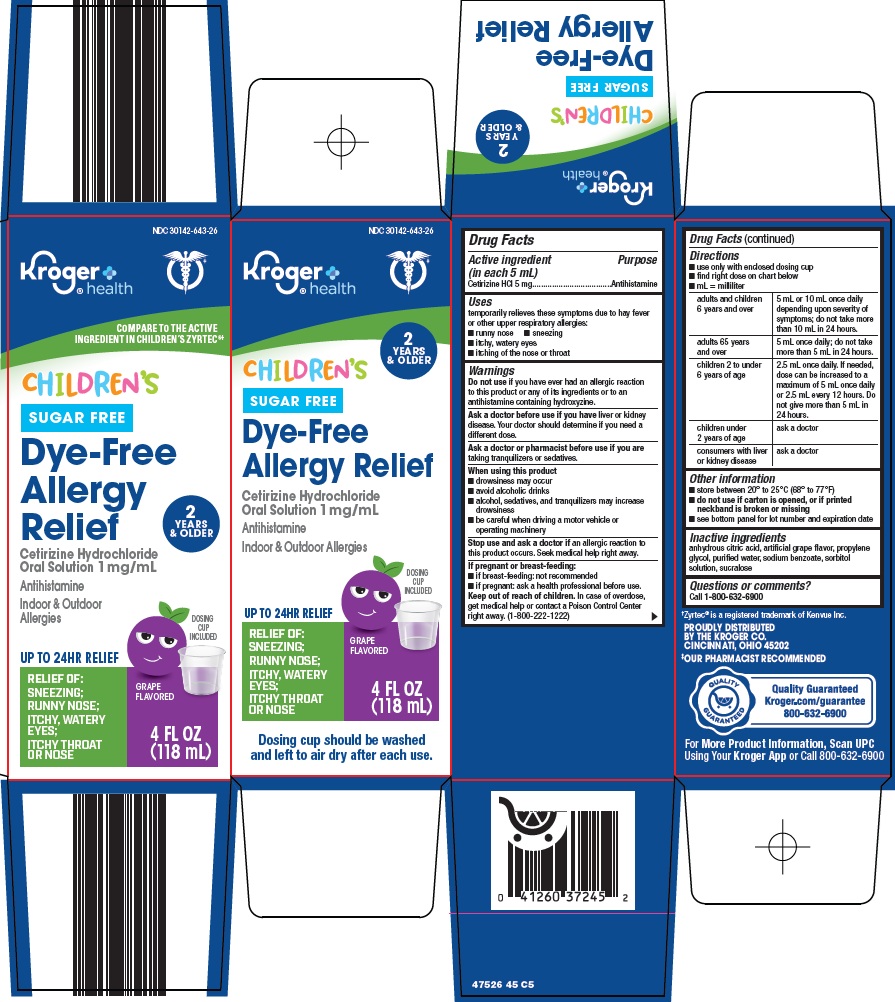 Dye-Free
Allergy Relief
SUGAR FREE
CHILDREN'S
2
YEARS
& OLDER
Kroger®
health
NDC 30142-643-26
Kroger®
health
COMPARE TO THE ACTIVE
INGREDIENT IN CHILDREN'S ZYRTEC®‡
CHILDREN'S
SUGAR FREE
Dye-Free
Allergy
Relief
2
YEARS
& OLDER
Cetirizine Hydrochloride
Oral Solution 1 mg/mL
Antihistamine
Indoor & Outdoor
Allergies
DOSING
CUP
INCLUDED
UP TO 24HR RELIEF
RELIEF OF:
SNEEZING;
RUNNY NOSE;
ITCHY, WATERY
EYES;
ITCHY THROAT
OR NOSE
GRAPE
FLAVORED
4 FL OZ
(118 mL)
NDC 30142-643-26
Kroger®
health
2
YEARS
& OLDER
CHILDREN'S
SUGAR FREE
Dye-Free
Allergy Relief
Cetirizine Hydrochloride
Oral Solution 1 mg/mL
Antihistamine
Indoor & Outdoor Allergies
DOSING
CUP
INCLUDED
UP TO 24HR RELIEF
RELIEF OF:
SNEEZING;
RUNNY NOSE;
ITCHY, WATERY
EYES;
ITCHY THROAT
OR NOSE
GRAPE
FLAVORED
4 FL OZ
(118 mL)
Dosing cup should be washed
and left to air dry after each use.
Drug Facts
Active ingredient Purpose
(in each 5 mL)
Cetirizine HCl 5 mg..................................Antihistamine
Uses
temporarily relieves these symptoms due to hay fever
or other upper respiratory allergies:
■ runny nose ■ sneezing
■ itchy, watery eyes
■ itching of the nose or throat
Warnings
Do not use if you have ever had an allergic reaction
to this product or any of its ingredients or to an
antihistamine containing hydroxyzine.
Ask a doctor before use if you have liver or kidney
disease. Your doctor should determine if you need a
different dose.
Ask a doctor or pharmacist before use if you are
taking tranquilizers or sedatives.
When using this product
■ drowsiness may occur
■ avoid alcoholic drinks
■ alcohol, sedatives, and tranquilizers may increase
drowsiness
■ be careful when driving a motor vehicle or
operating machinery
Stop use and ask a doctor if an allergic reaction to
this product occurs. Seek medical help right away.
If pregnant or breast-feeding:
■ if breast-feeding: not recommended
■ if pregnant: ask a health professional before use.
Keep out of reach of children. In case of overdose,
get medical help or contact a Poison Control Center
right away. (1-800-222-1222)
Drug Facts (continued)
Directions
■ use only with enclosed dosing cup
■ find right dose on chart below
■ mL = milliliter
adults and children 5 mL or 10 mL once daily
6 years and over depending upon severity of
symptoms; do not take more
than 10 mL in 24 hours.
adults 65 years 5 mL once daily; do not take
and over more than 5 mL in 24 hours.
children 2 to under 2.5 mL once daily. If needed,
6 years of age dose can be increased to a
maximum of 5 mL once daily
or 2.5 mL every 12 hours. Do
not give more than 5 mL in
24 hours.
children under ask a doctor
2 years of age
consumers with liver ask a doctor
or kidney disease
Other information
■ store between 20° to 25°C (68° to 77°F)
■ do not use if carton is opened, or if printed
neckband is broken or missing
■ see bottom panel for lot number and expiration date
Inactive ingredients
anhydrous citric acid, artificial grape flavor, propylene
glycol, purified water, sodium benzoate, sorbitol
solution, sucralose
Questions or comments?
Call 1-800-632-6900
†Zyrtec® is a registered trademark of Kenvue Inc.
PROUDLY DISTRIBUTED
BY THE KROGER CO.
CINCINNATI, OHIO 45202
‡OUR PHARMACIST RECOMMENDED
QUALITY
GUARANTEED
Quality Guaranteed
Kroger.com/guarantee
800-632-6900
For More Product Information, Scan UPC
Using Your Kroger App or Call 800-632-6900
0 41260 37245 2
47526 45 C5